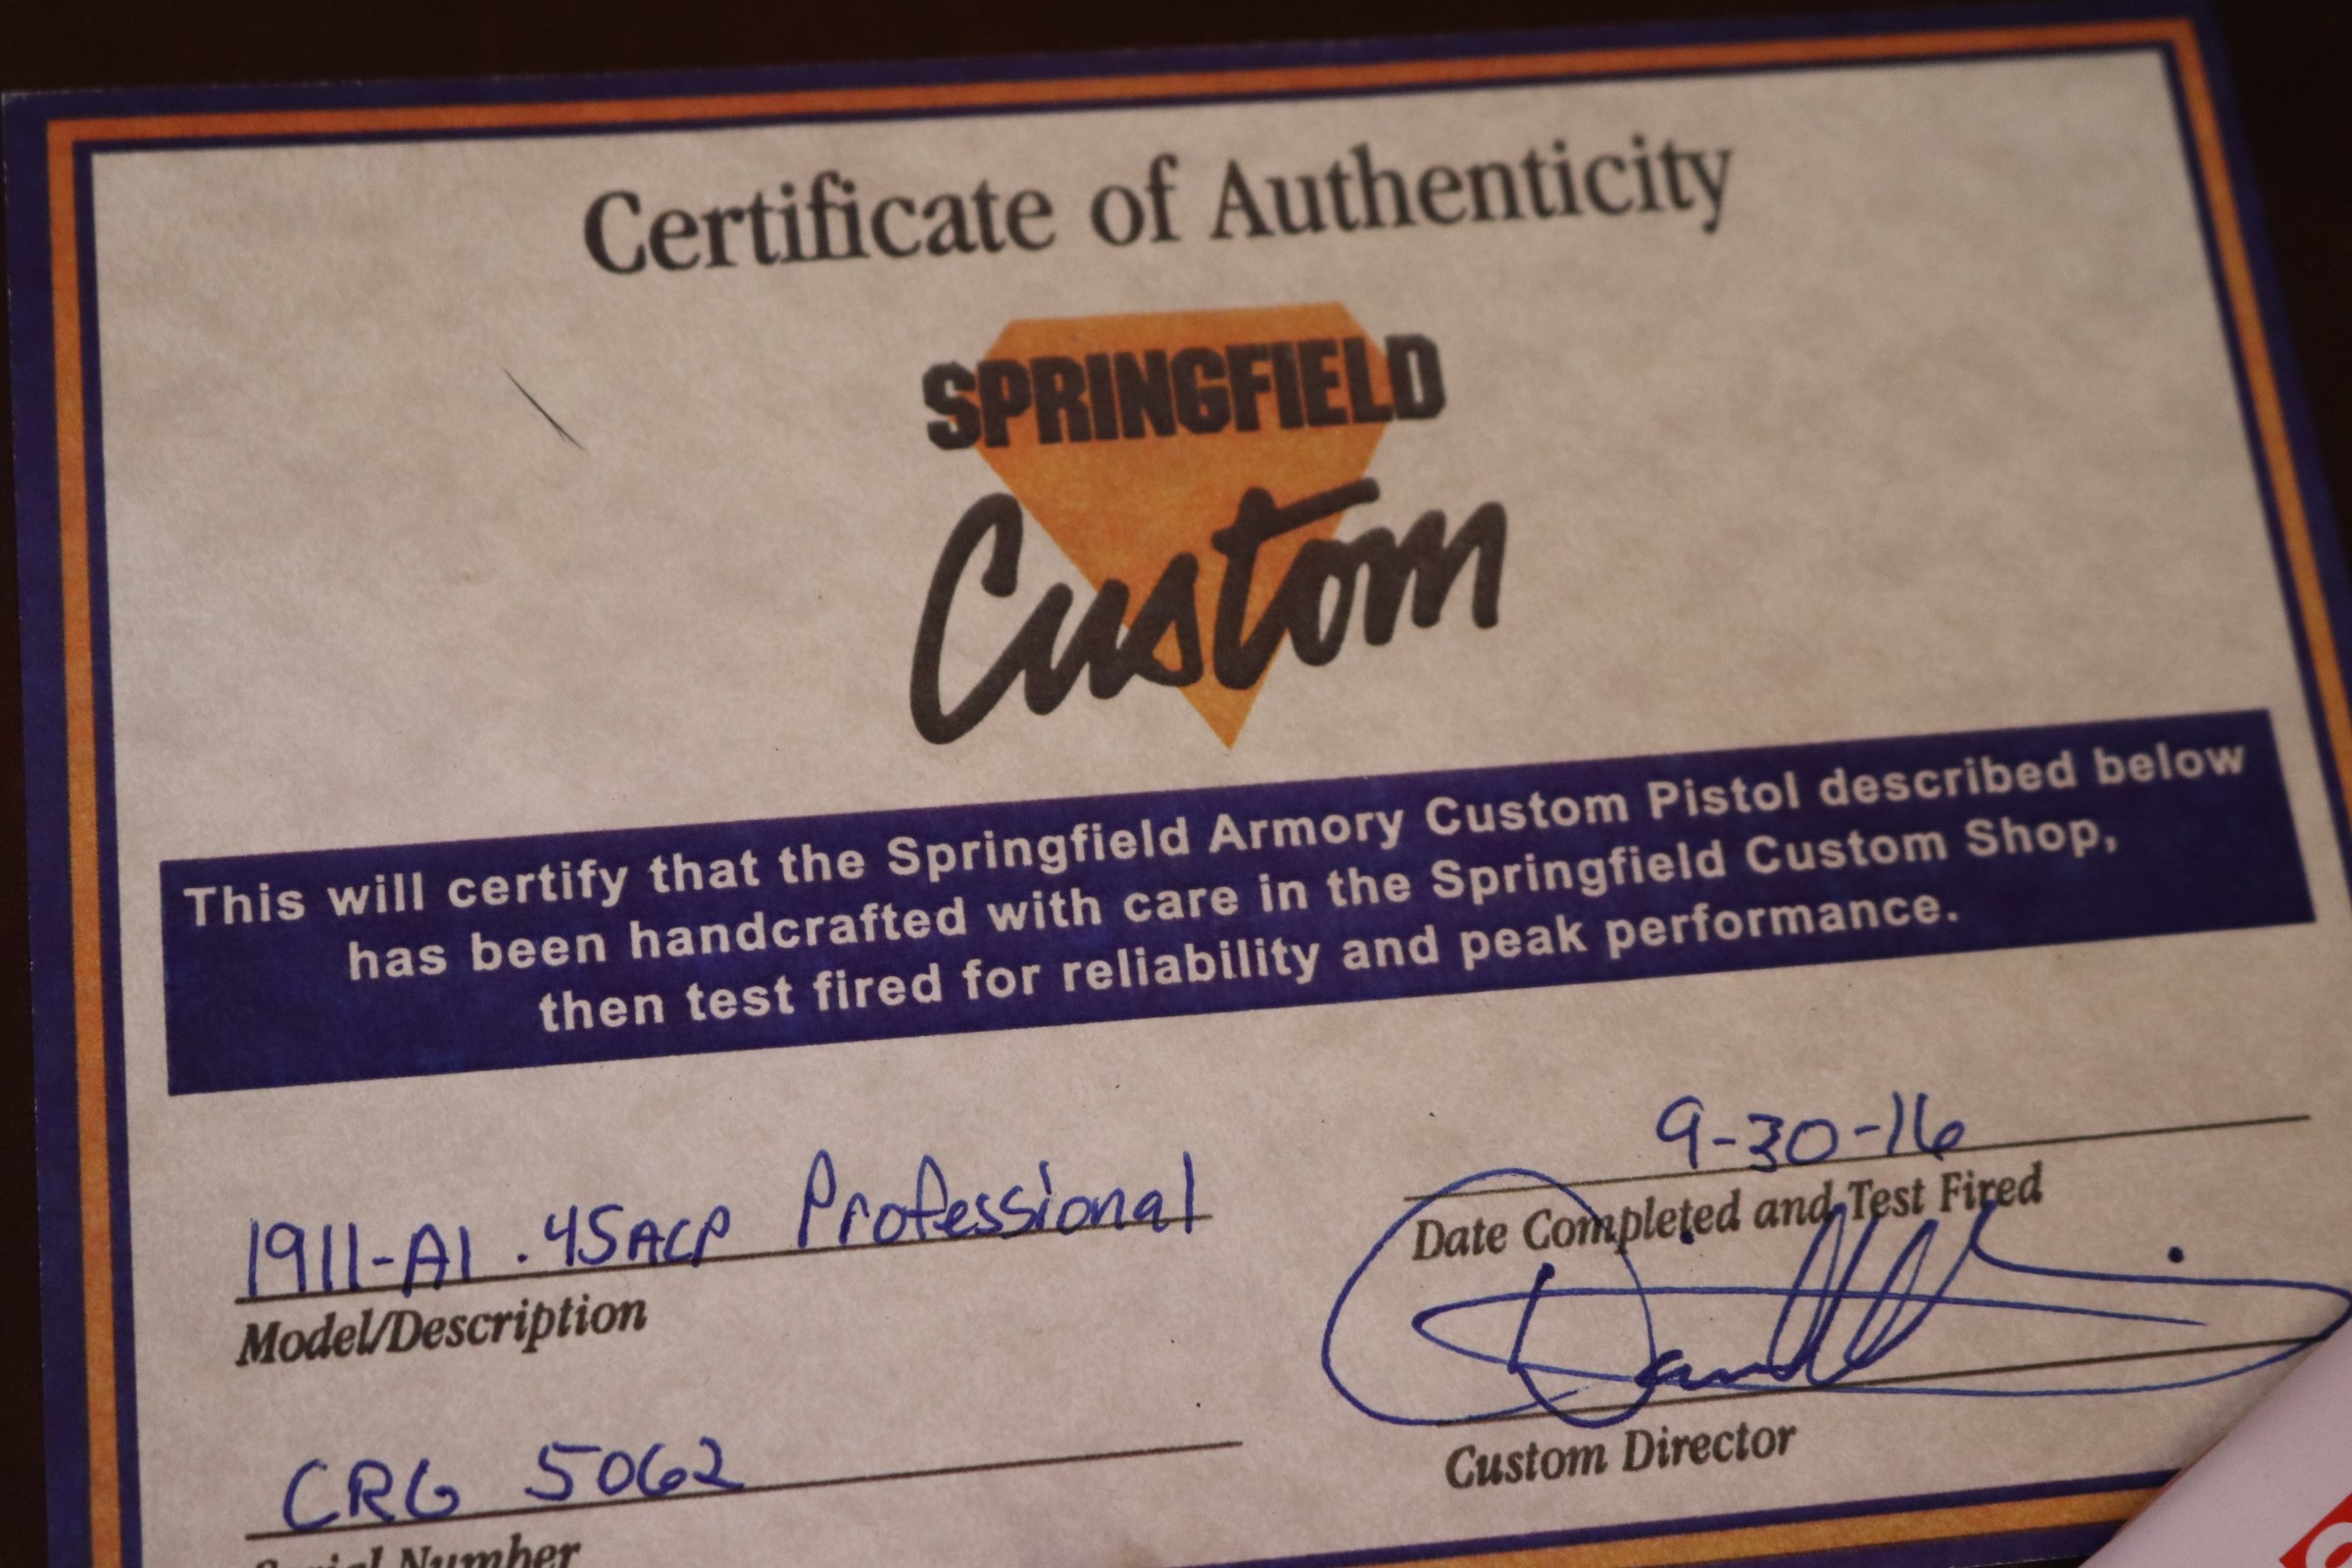 Certificate of Authenticity
SPRINGFIELD
Custom
This will certify that the Springfield Armory Custom Pistol described below
has been handcrafted with care in the Springfield Custom Shop,
then test fired for reliability and peak performance.
9-30-16
Date Completed and Test Fired
1911-A1 .45ACP Professional
Model/Description
Custom Director
CRG 5062
Serial Number